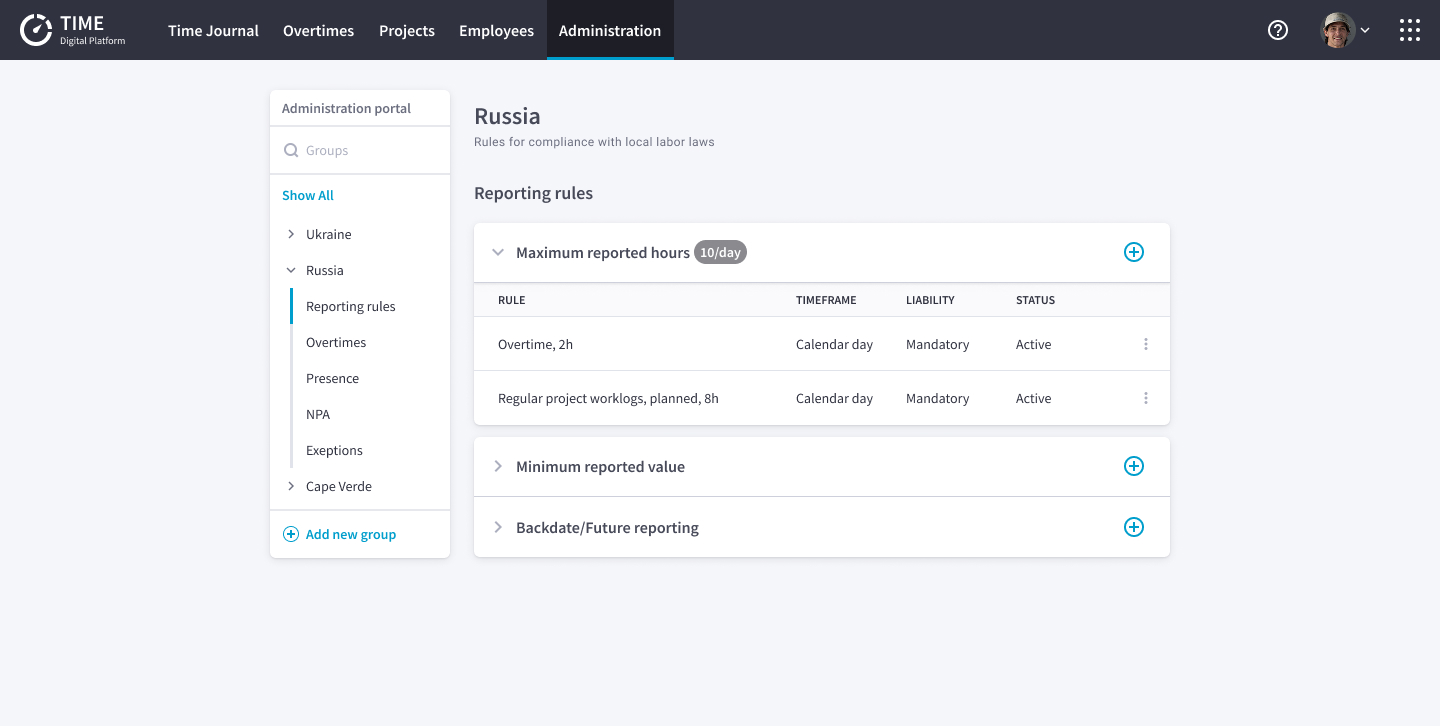 TIME
Digital Platform
Time Journal
Overtimes
Projects
Employees
Administration
Administration portal
Groups
Show All
Ukraine
Russia
Reporting rules
Overtimes
Presence
NPA
Exeptions
Cape Verde
Add new group
Russia
Rules for compliance with local labor laws
Reporting rules
Maximum reported hours 10/day
RULE TIMEFRAME LIABILITY STATUS
Overtime, 2h Calendar day Mandatory Active
Regular project worklogs, planned, 8h Calendar day Mandatory Active
Minimum reported value
Backdate/Future reporting